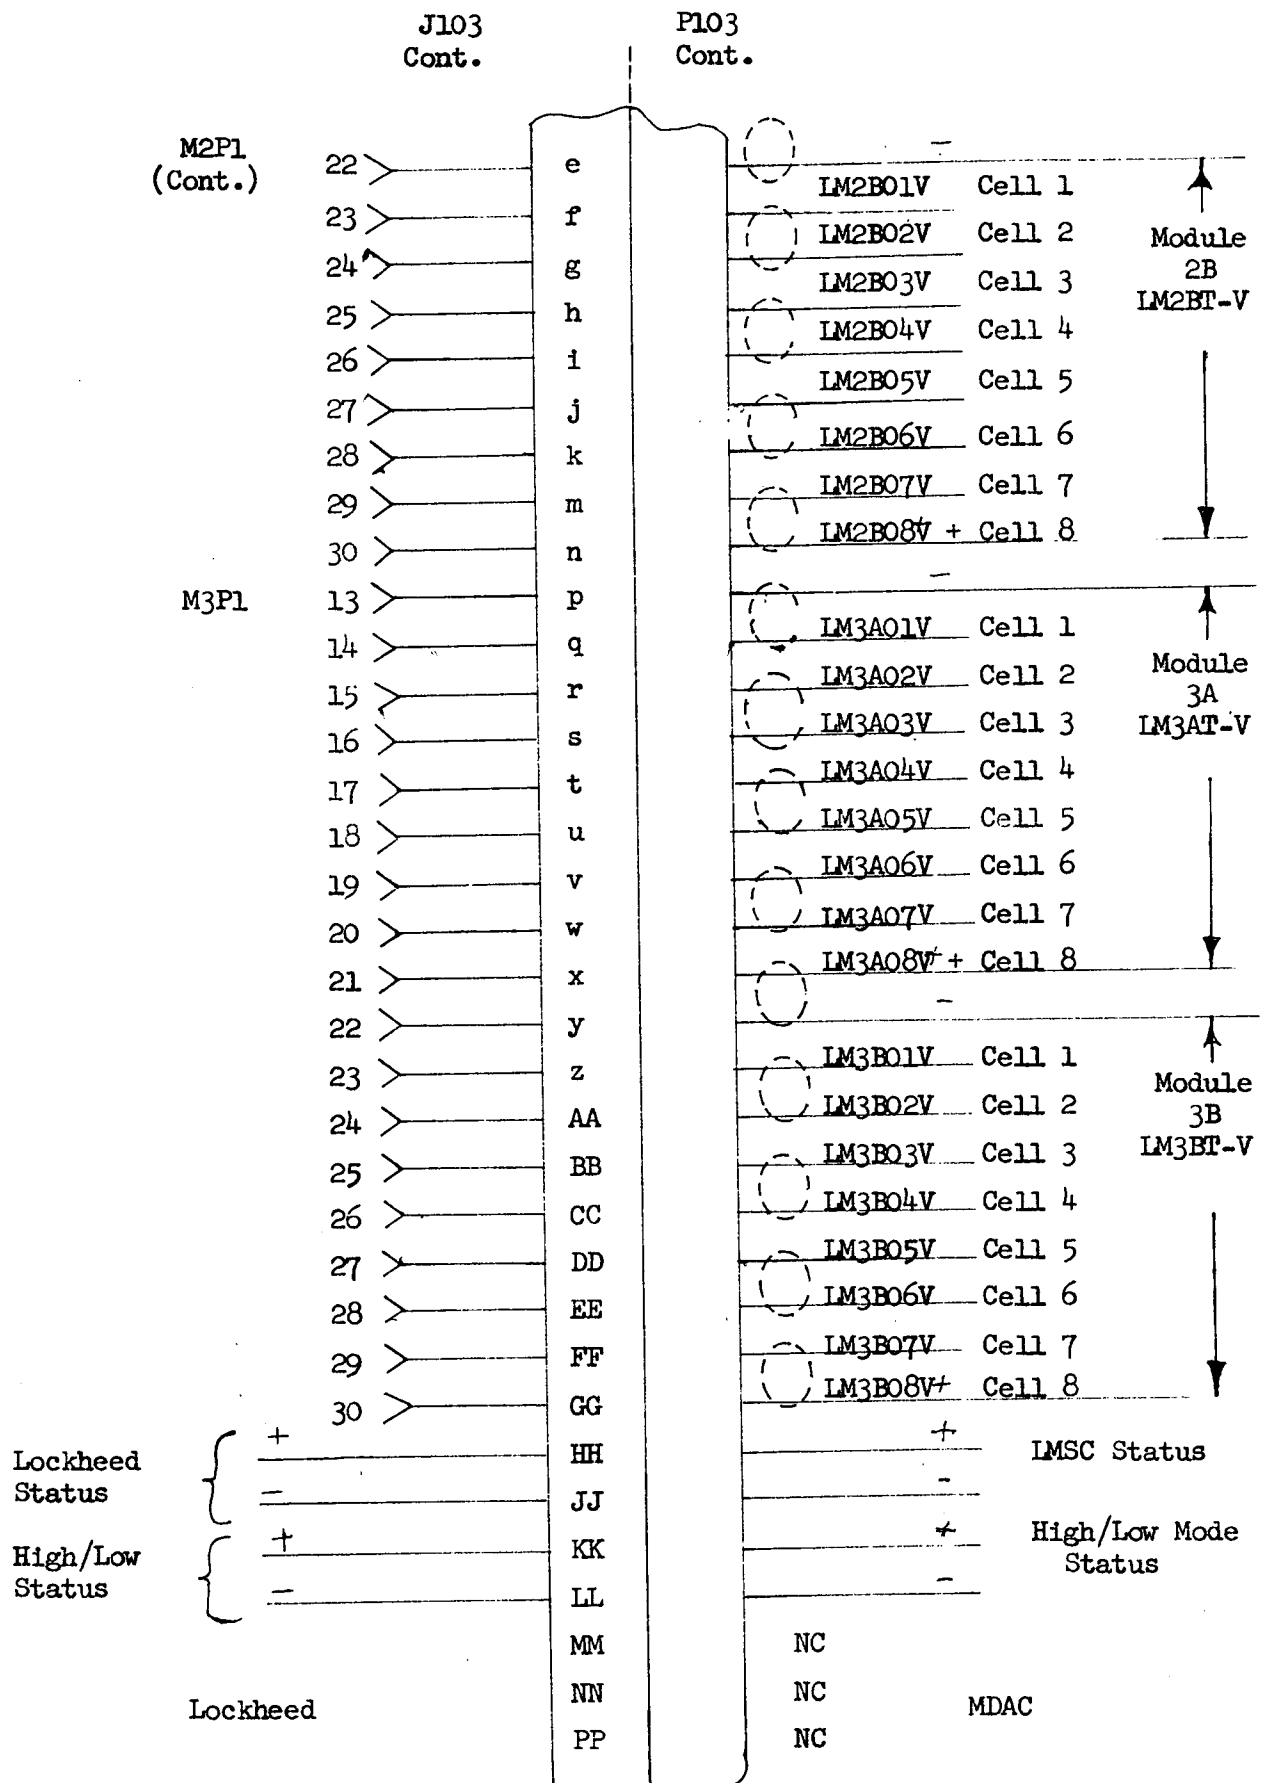 J103 P103
Cont. Cont.
M2P1
(Cont.)
22 e -
LM2B01V Cell 1
23 f
LM2B02V Cell 2
24 g
LM2B03V Cell 3
25 h
LM2B04V Cell 4
26 i
LM2B05V Cell 5
27 j
LM2B06V Cell 6
28 k
LM2B07V Cell 7
29 m
LM2B08V+ + Cell 8
30 n
Module
2B
LM2BT-V
-
M3P1 13 p
LM3A01V Cell 1
14 q
LM3A02V Cell 2
15 r
LM3A03V Cell 3
16 s
LM3A04V Cell 4
17 t
LM3A05V Cell 5
18 u
LM3A06V Cell 6
19 v
LM3A07V Cell 7
20 w
LM3A08V+ + Cell 8
21 x
Module
3A
LM3AT-V
-
22 y
LM3B01V Cell 1
23 z
LM3B02V Cell 2
24 AA
LM3B03V Cell 3
25 BB
LM3B04V Cell 4
26 CC
LM3B05V Cell 5
27 DD
LM3B06V Cell 6
28 EE
LM3B07V Cell 7
29 FF
LM3B08V+ Cell 8
30 GG
Module
3B
LM3BT-V
Lockheed
Status
+ HH +
- JJ -
LMSC Status
High/Low
Status
+ KK +
- LL -
High/Low Mode
Status
MM NC
NN NC
PP NC
Lockheed MDAC